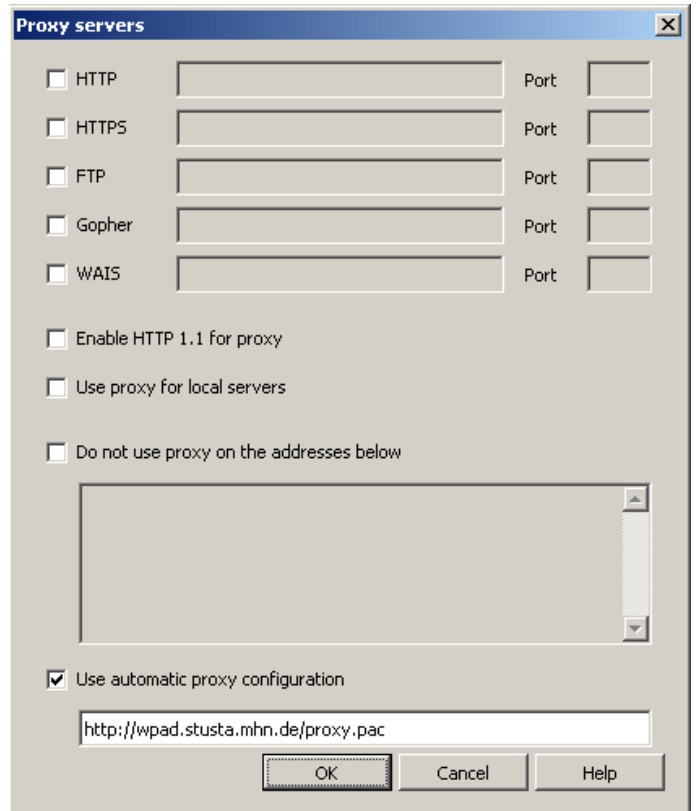 Proxy servers
HTTP Port
HTTPS Port
FTP Port
Gopher Port
WAIS Port
Enable HTTP 1.1 for proxy
Use proxy for local servers
Do not use proxy on the addresses below
Use automatic proxy configuration
http://wpad.stusta.mhn.de/proxy.pac
OK Cancel Help